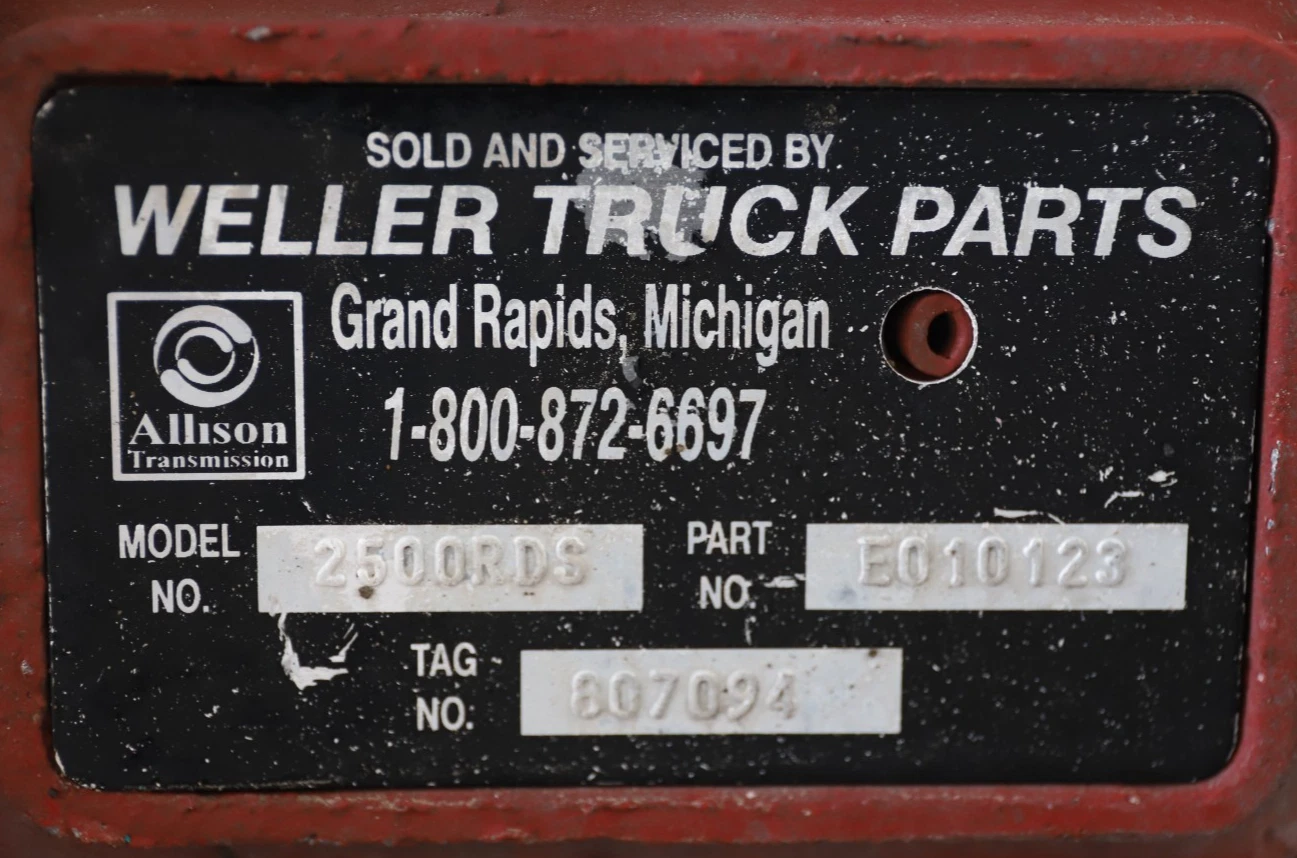 SOLD AND SERVICED BY
WELLER TRUCK PARTS
Grand Rapids, Michigan
1-800-872-6697
Allison
Transmission
MODEL NO. 2500RDS
PART NO. E010123
TAG NO. 807094